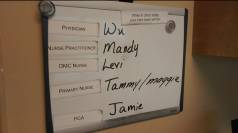 PHYSICIAN Wu
NURSE PRACTITIONER Mandy
Levi
PRIMARY NURSE Tammy/maggie
PCA Jamie